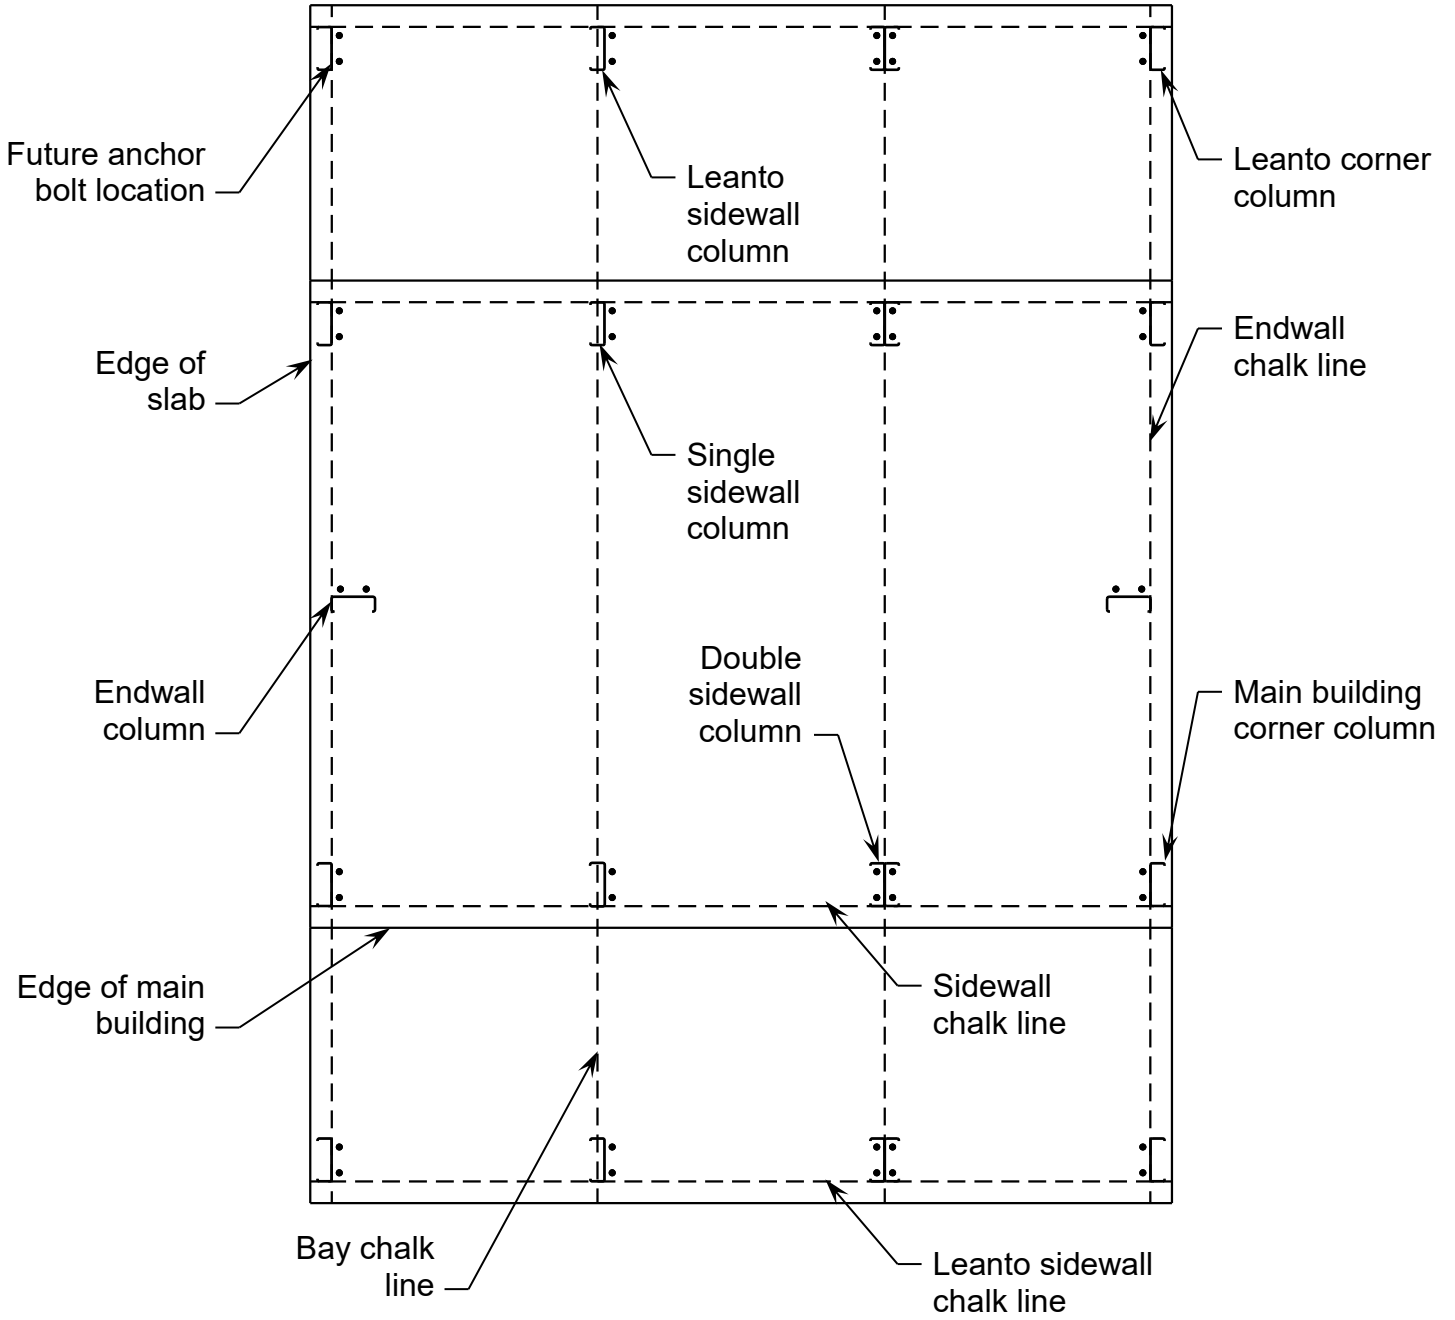 Future anchor
bolt location
Leanto
sidewall
column
Leanto corner
column
Edge of
slab
Endwall
chalk line
Single
sidewall
column
Endwall
column
Double
sidewall
column
Main building
corner column
Edge of main
building
Sidewall
chalk line
Bay chalk
line
Leanto sidewall
chalk line